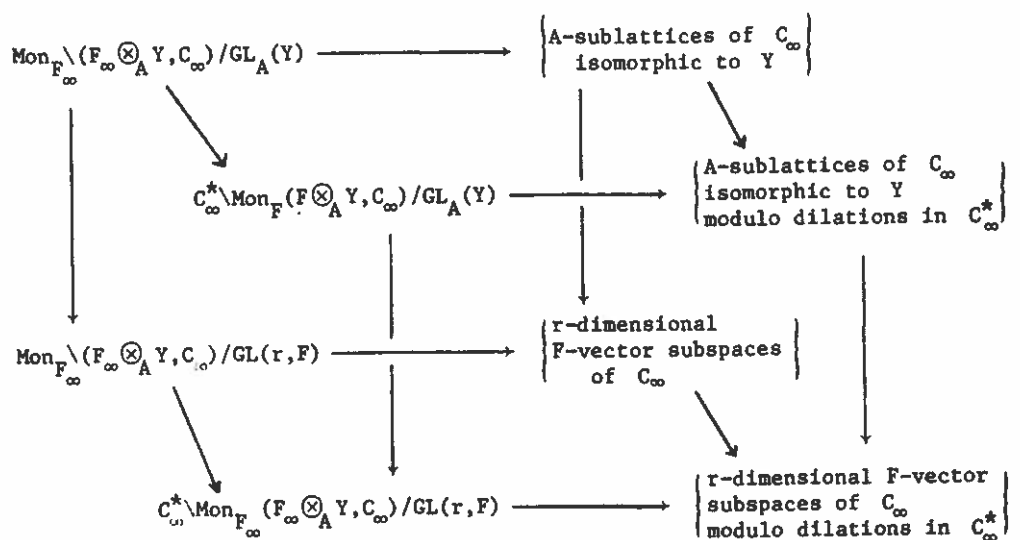 Mon_{F_∞}\(F_∞ ⊗_A Y, C_∞)/GL_A(Y)
{A-sublattices of C_∞
isomorphic to Y}
C_∞^*\Mon_F(F ⊗_A Y, C_∞)/GL_A(Y)
{A-sublattices of C_∞
isomorphic to Y
modulo dilations in C_∞^*}
Mon_{F_∞}\(F_∞ ⊗_A Y, C_∞)/GL(r,F)
{r-dimensional
F-vector subspaces
of C_∞}
C_∞^*\Mon_{F_∞}(F_∞ ⊗_A Y, C_∞)/GL(r,F)
{r-dimensional F-vector
subspaces of C_∞
modulo dilations in C_∞^*}